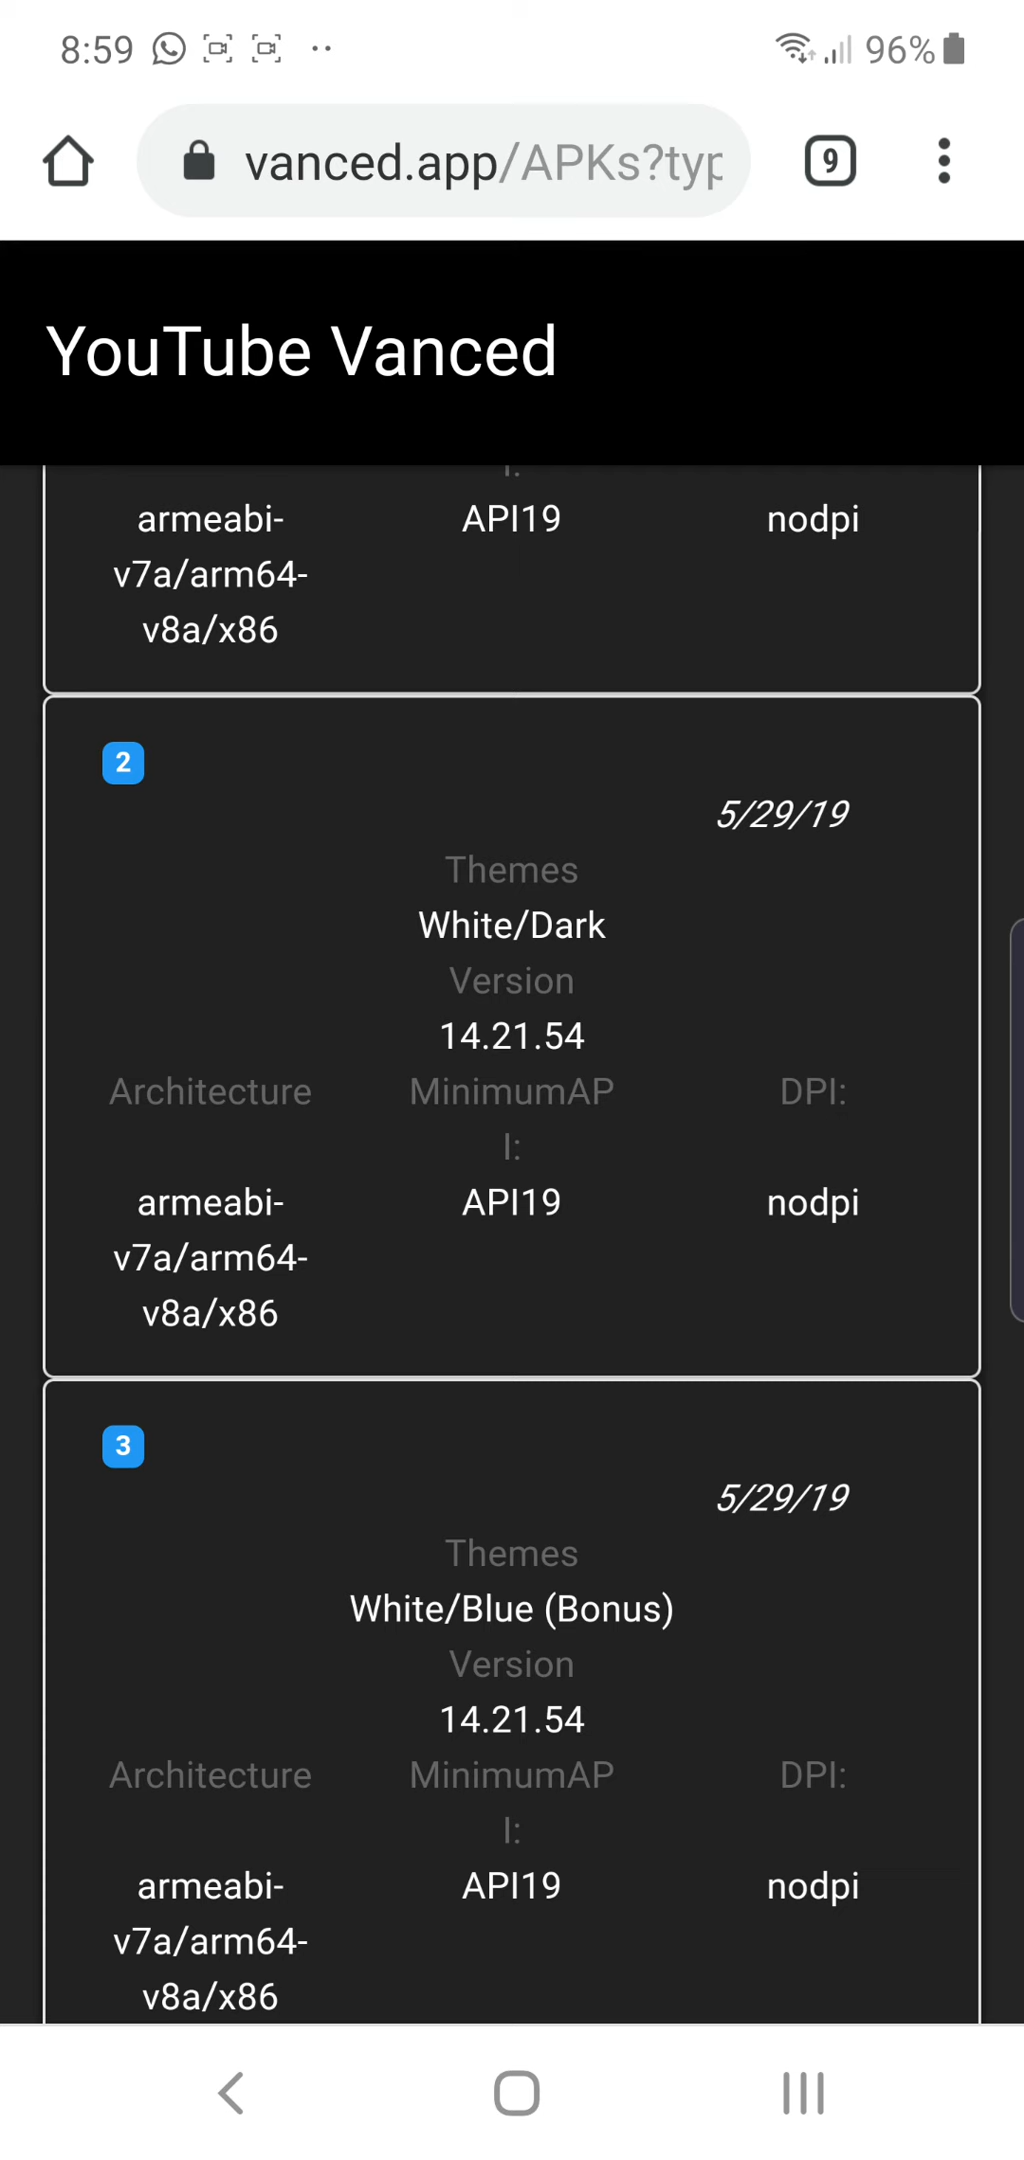 8:59
96%
vanced.app/APKs?typ
9
YouTube Vanced
I:
armeabi-
API19
nodpi
v7a/arm64-
v8a/x86
2
5/29/19
Themes
White/Dark
Version
14.21.54
Architecture
MinimumAP
DPI:
I:
armeabi-
API19
nodpi
v7a/arm64-
v8a/x86
3
5/29/19
Themes
White/Blue (Bonus)
Version
14.21.54
Architecture
MinimumAP
DPI:
I:
armeabi-
API19
nodpi
v7a/arm64-
v8a/x86